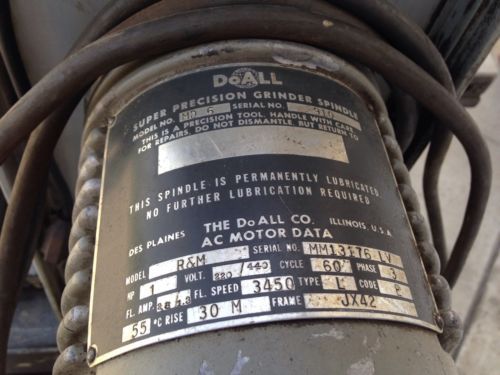 DOALL
SUPER PRECISION GRINDER SPINDLE
MODEL NO. MD 6 SERIAL NO.
THIS IS A PRECISION TOOL. HANDLE WITH CARE
FOR REPAIRS, DO NOT DISMANTLE, BUT RETURN TO
THIS SPINDLE IS PERMANENTLY LUBRICATED
NO FURTHER LUBRICATION REQUIRED
THE DOALL CO.
DES PLAINES ILLINOIS, U.S.A.
AC MOTOR DATA
MODEL R&M SERIAL NO. MM13176 LV
HP 1 VOLT. 220/440 CYCLE 60 PHASE 3
FL. AMP. FL. SPEED 3450 TYPE L CODE P
55 °C RISE 30 M FRAME JX42